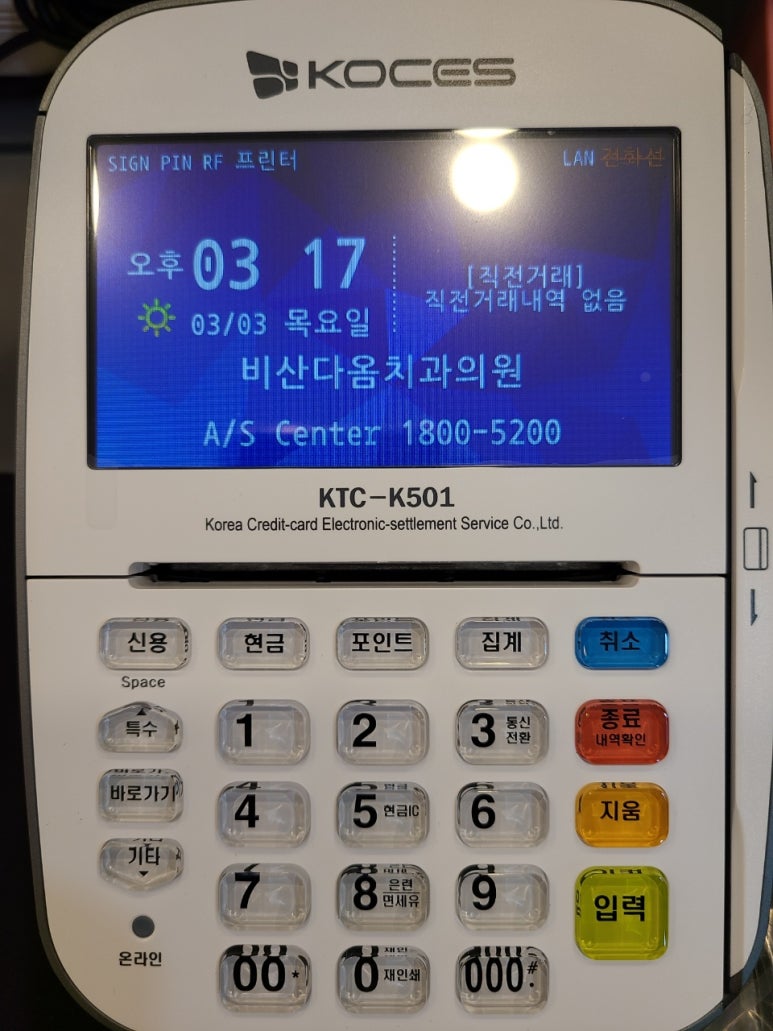 KOCES
SIGN PIN RF 프린터 LAN 전화선
오후 03 17
03/03 목요일
[직전거래]
직전거래내역 없음
비산다옴치과의원
A/S Center 1800-5200
KTC-K501
Korea Credit-card Electronic-settlement Service Co.,Ltd.
신용 현금 포인트 집계 취소
Space
특수 1 2 3 통신전환 종료 내역확인
바로가기 4 5 현금IC 6 지움
기타 7 8 은련 면세유 9 입력
온라인 00 * 0 재인쇄 000 #